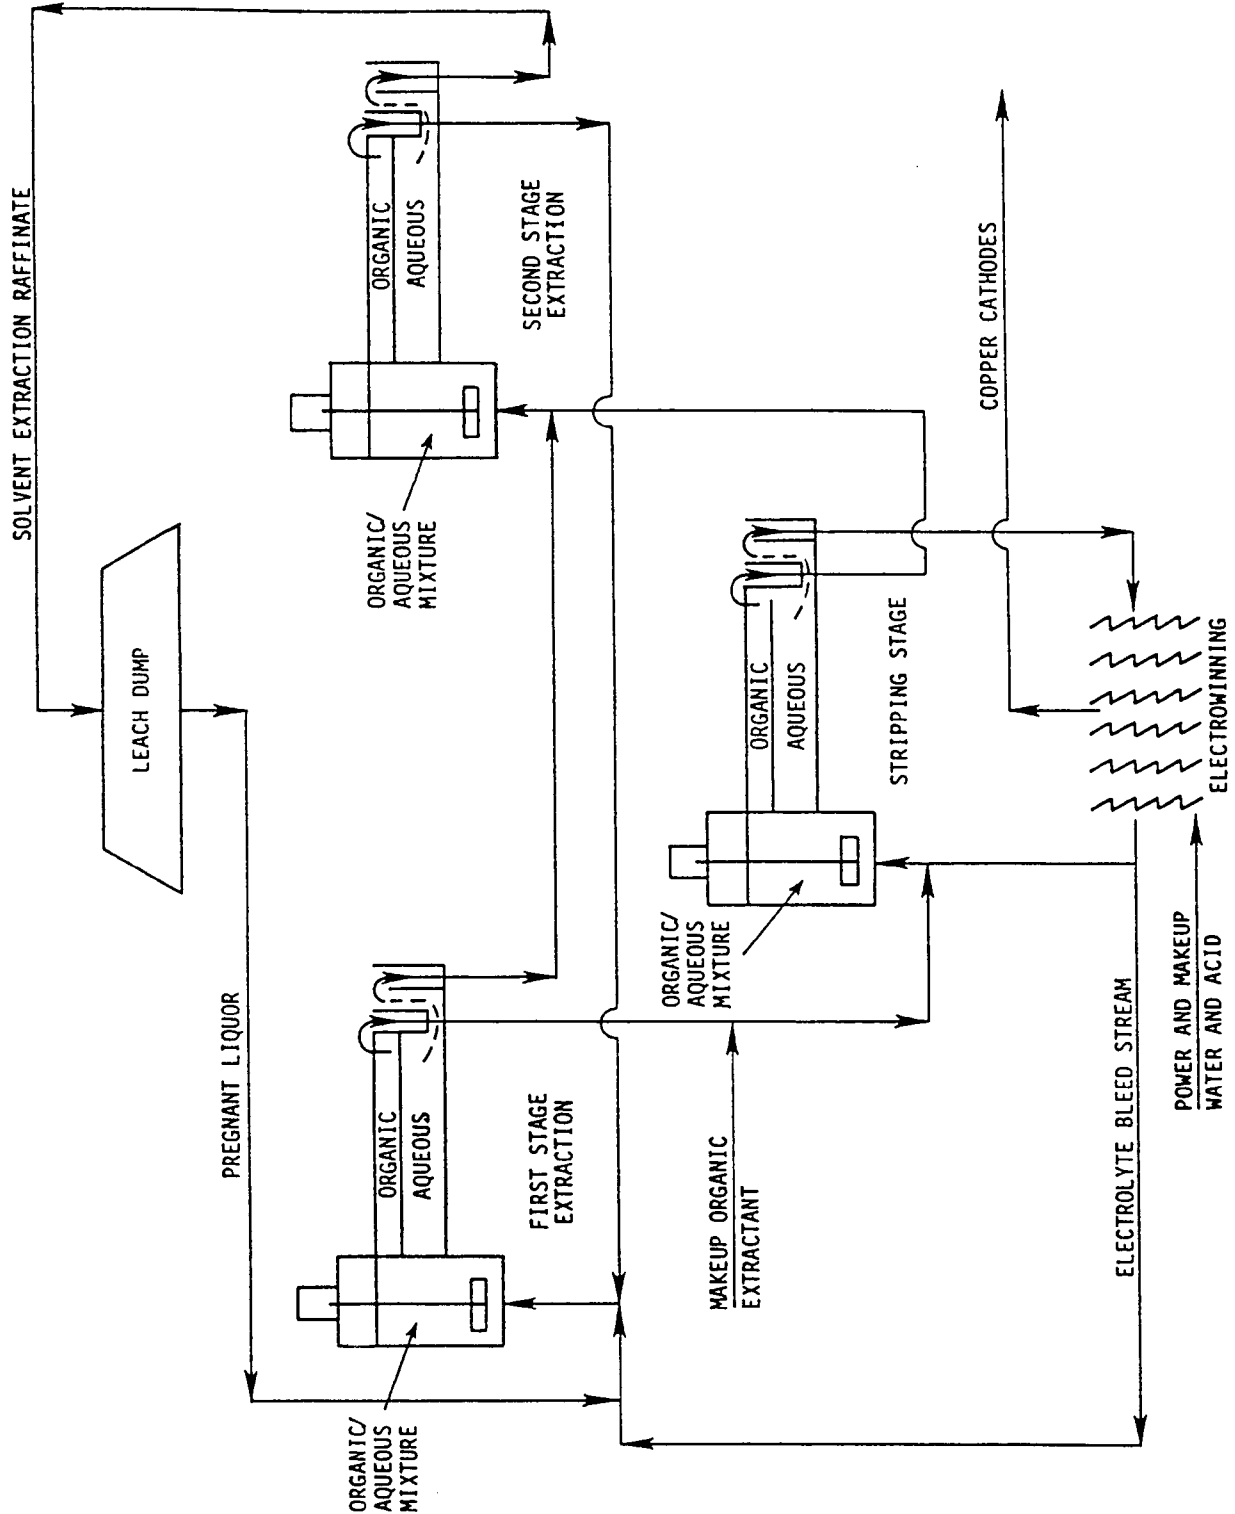 SOLVENT EXTRACTION RAFFINATE
LEACH DUMP
PREGNANT LIQUOR
ORGANIC/
AQUEOUS
MIXTURE
ORGANIC
AQUEOUS
FIRST STAGE
EXTRACTION
ORGANIC/
AQUEOUS
MIXTURE
ORGANIC
AQUEOUS
SECOND STAGE
EXTRACTION
MAKEUP ORGANIC
EXTRACTANT
ORGANIC/
AQUEOUS
MIXTURE
ORGANIC
AQUEOUS
STRIPPING STAGE
COPPER CATHODES
ELECTROLYTE BLEED STREAM
POWER AND MAKEUP
WATER AND ACID
ELECTROWINNING